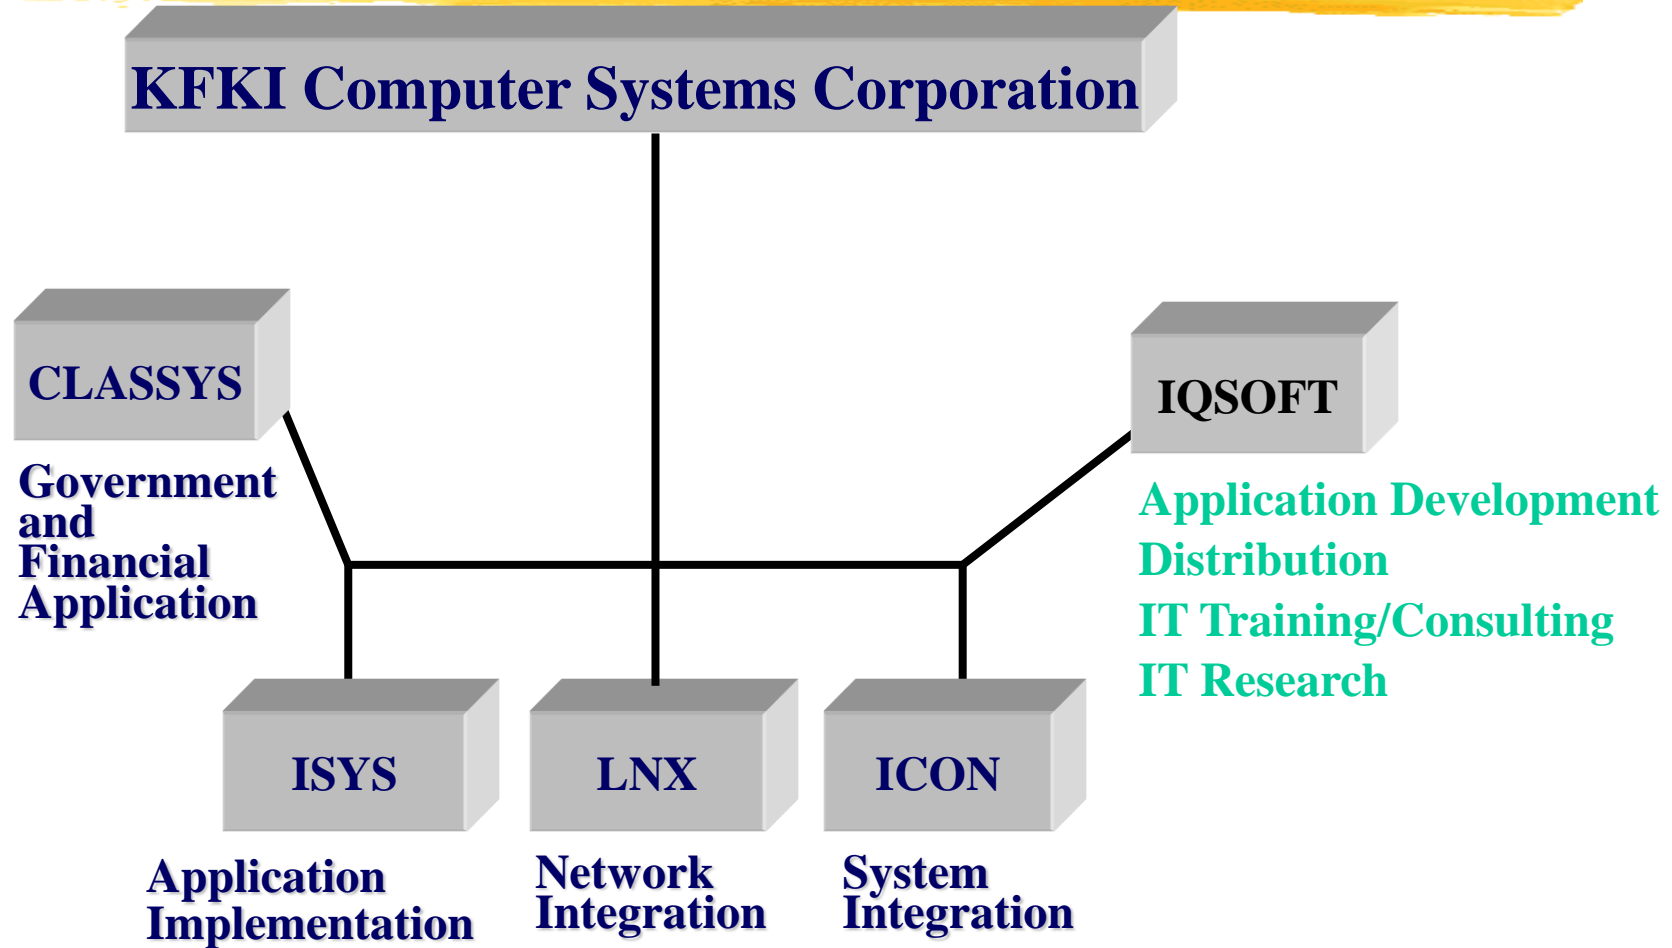 KFKI Computer Systems Corporation
CLASSYS
Government
and
Financial
Application
IQSOFT
Application Development
Distribution
IT Training/Consulting
IT Research
ISYS
Application
Implementation
LNX
Network
Integration
ICON
System
Integration